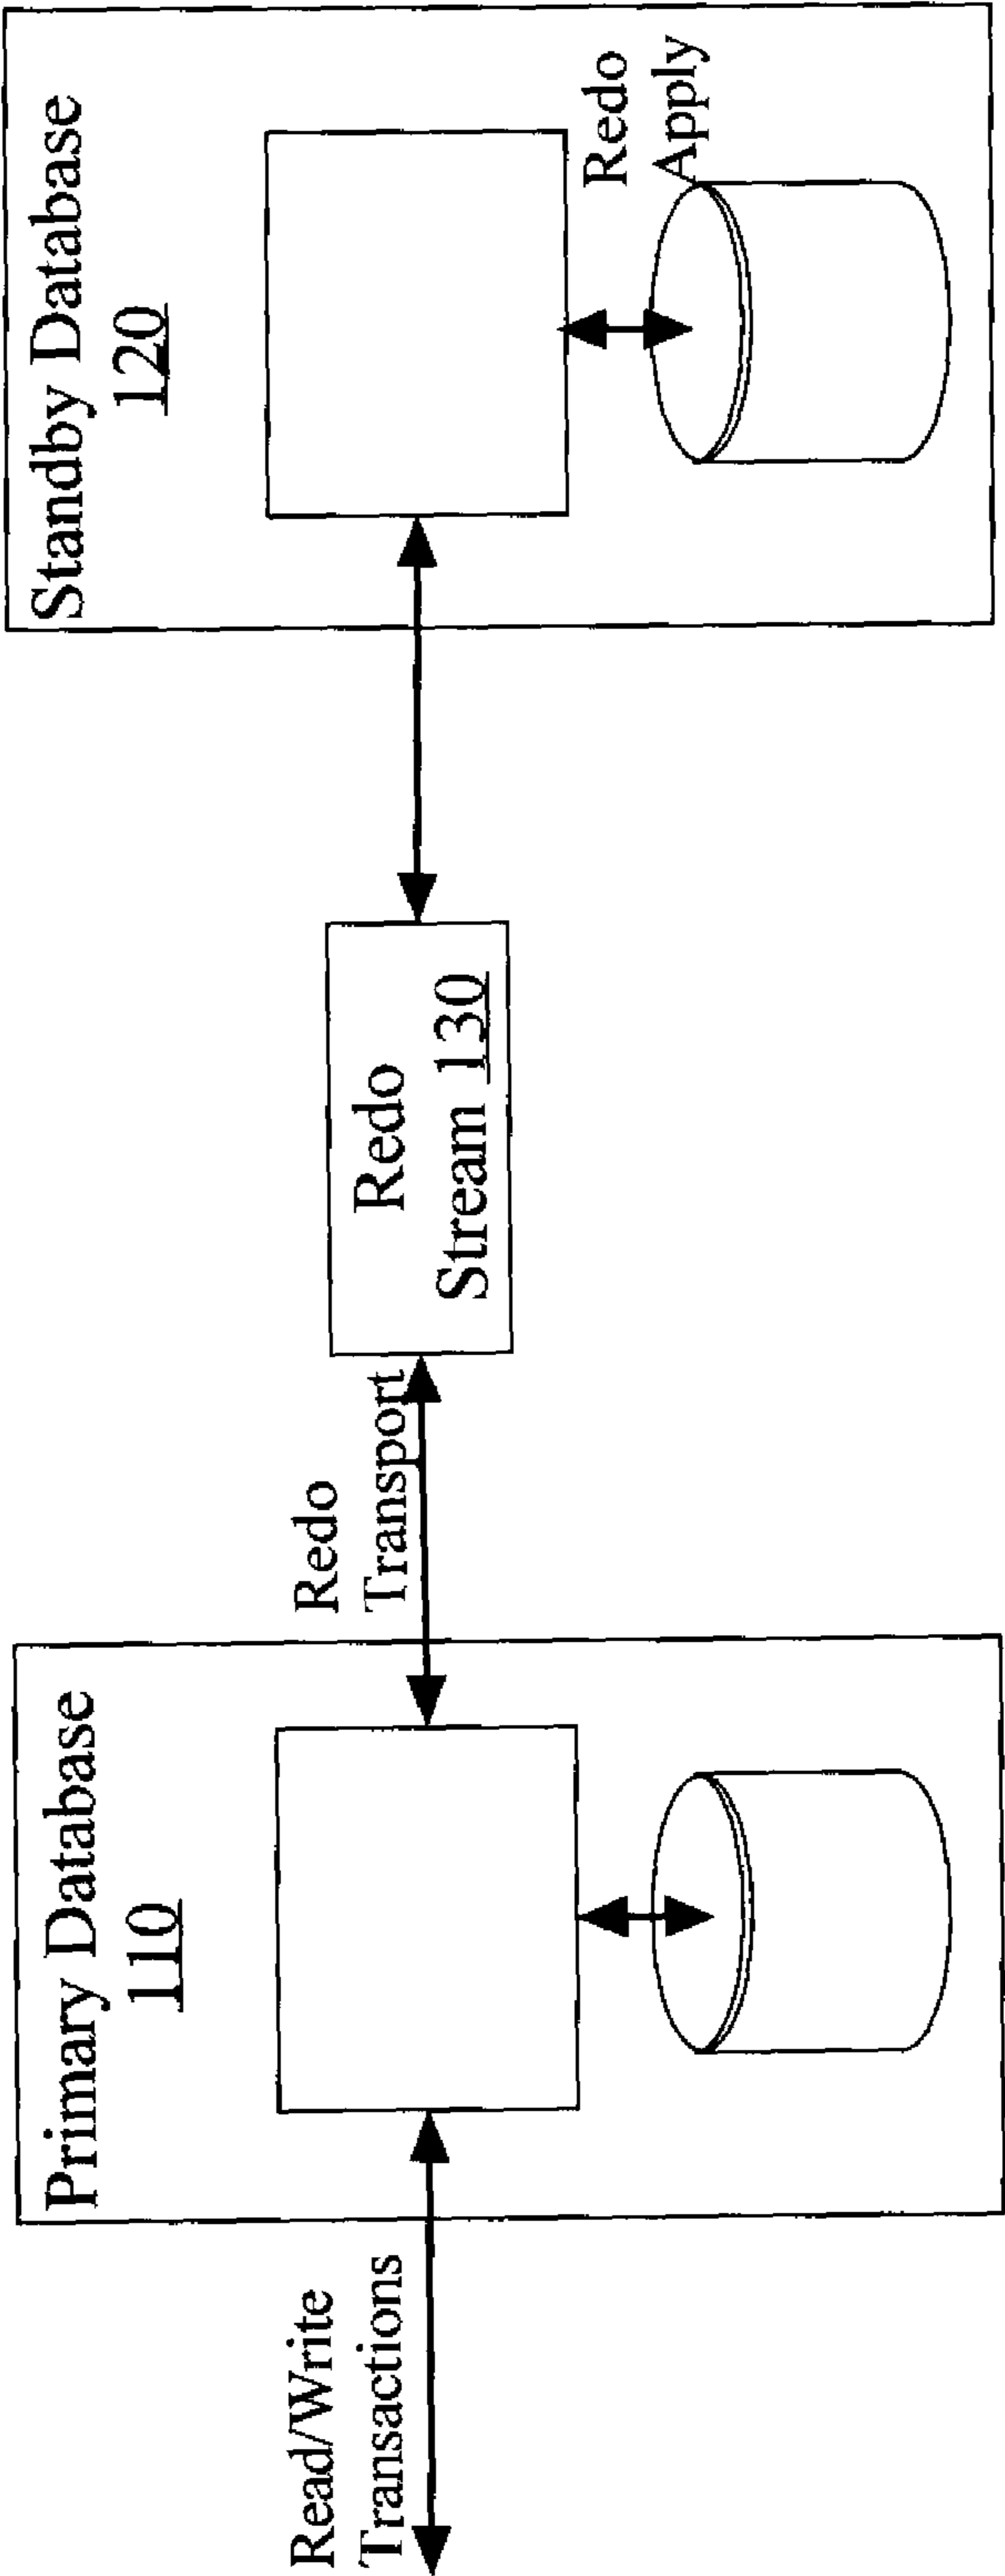 Read/Write
Transactions
Primary Database
110
Redo
Transport
Redo
Stream 130
Standby Database
120
Redo
Apply